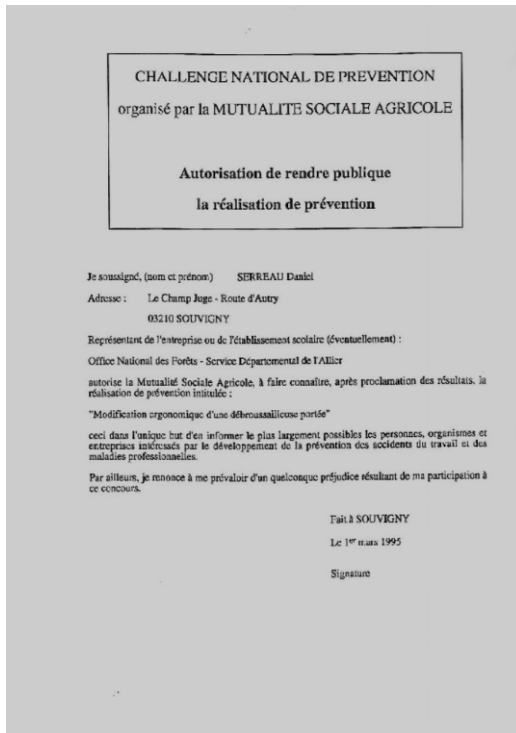 CHALLENGE NATIONAL DE PREVENTION
organisé par la MUTUALITE SOCIALE AGRICOLE
Autorisation de rendre publique
la réalisation de prévention
Je soussigné, (nom et prénom) SERREAU Daniel
Adresse : Le Champ Juge - Route d'Autry
03210 SOUVIGNY
Représentant de l'entreprise ou de l'établissement scolaire (éventuellement) :
Office National des Forêts - Service Départemental de l'Allier
autorise la Mutualité Sociale Agricole, à faire connaître, après proclamation des résultats, la
réalisation de prévention intitulée :
"Modification ergonomique d'une débroussailleuse portée"
ceci dans l'unique but d'en informer le plus largement possibles les personnes, organismes et
entreprises intéressés par le développement de la prévention des accidents du travail et des
maladies professionnelles.
Par ailleurs, je renonce à me prévaloir d'un quelconque préjudice résultant de ma participation à
ce concours.
Fait à SOUVIGNY
Le 1er mars 1995
Signature